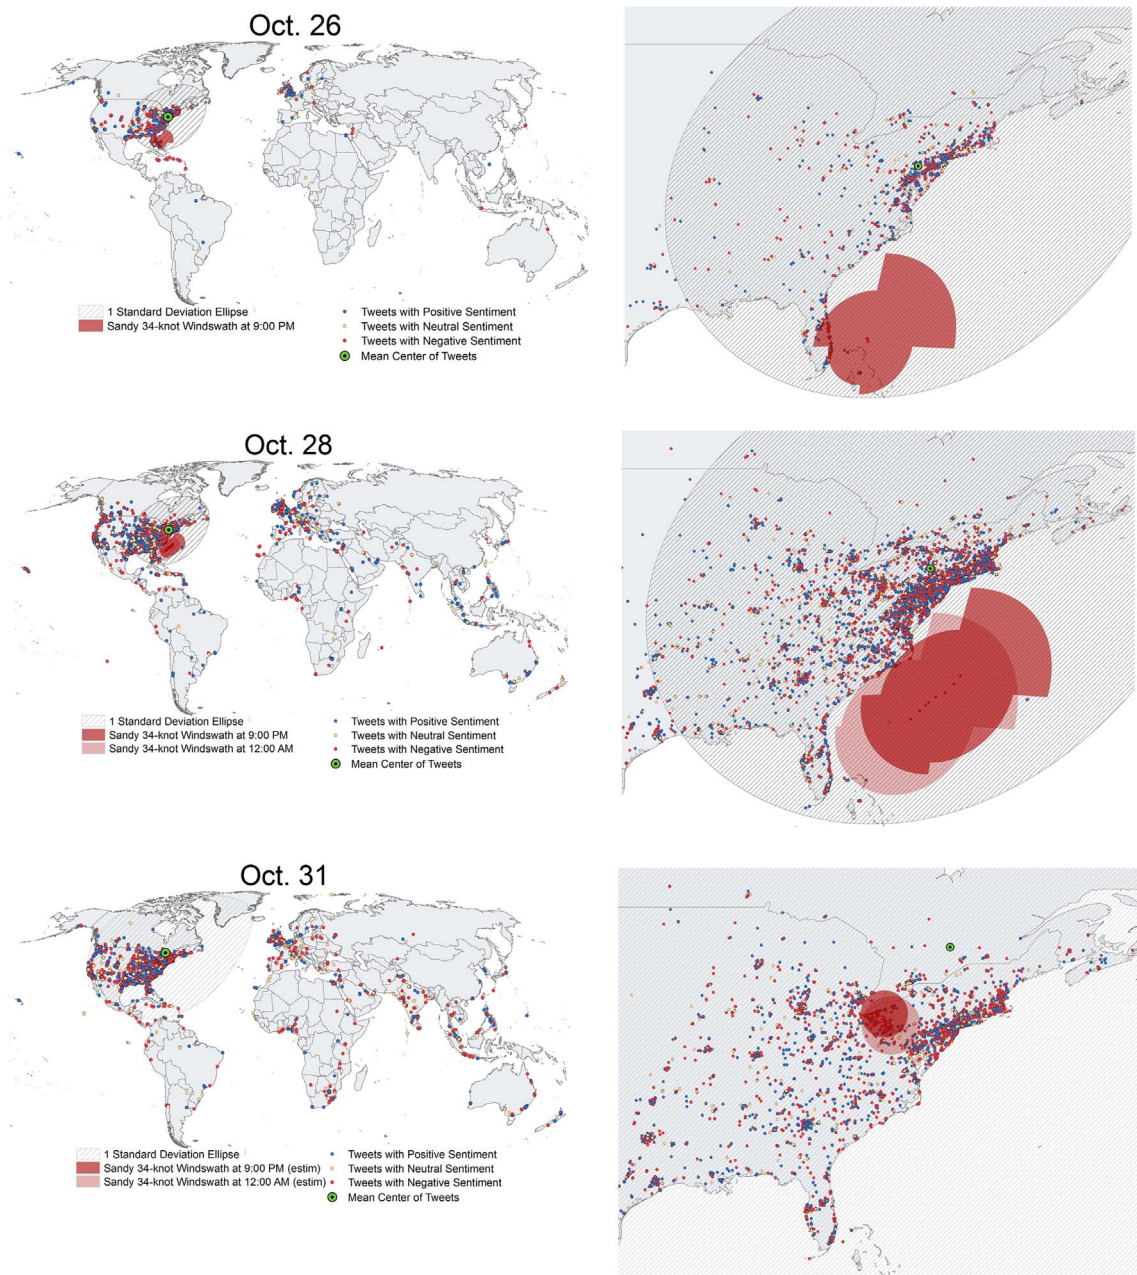 Oct. 26
1 Standard Deviation Ellipse
Sandy 34-knot Windswath at 9:00 PM
Tweets with Positive Sentiment
Tweets with Neutral Sentiment
Tweets with Negative Sentiment
Mean Center of Tweets
Oct. 28
1 Standard Deviation Ellipse
Sandy 34-knot Windswath at 9:00 PM
Sandy 34-knot Windswath at 12:00 AM
Tweets with Positive Sentiment
Tweets with Neutral Sentiment
Tweets with Negative Sentiment
Mean Center of Tweets
Oct. 31
1 Standard Deviation Ellipse
Sandy 34-knot Windswath at 9:00 PM (estim)
Sandy 34-knot Windswath at 12:00 AM (estim)
Tweets with Positive Sentiment
Tweets with Neutral Sentiment
Tweets with Negative Sentiment
Mean Center of Tweets